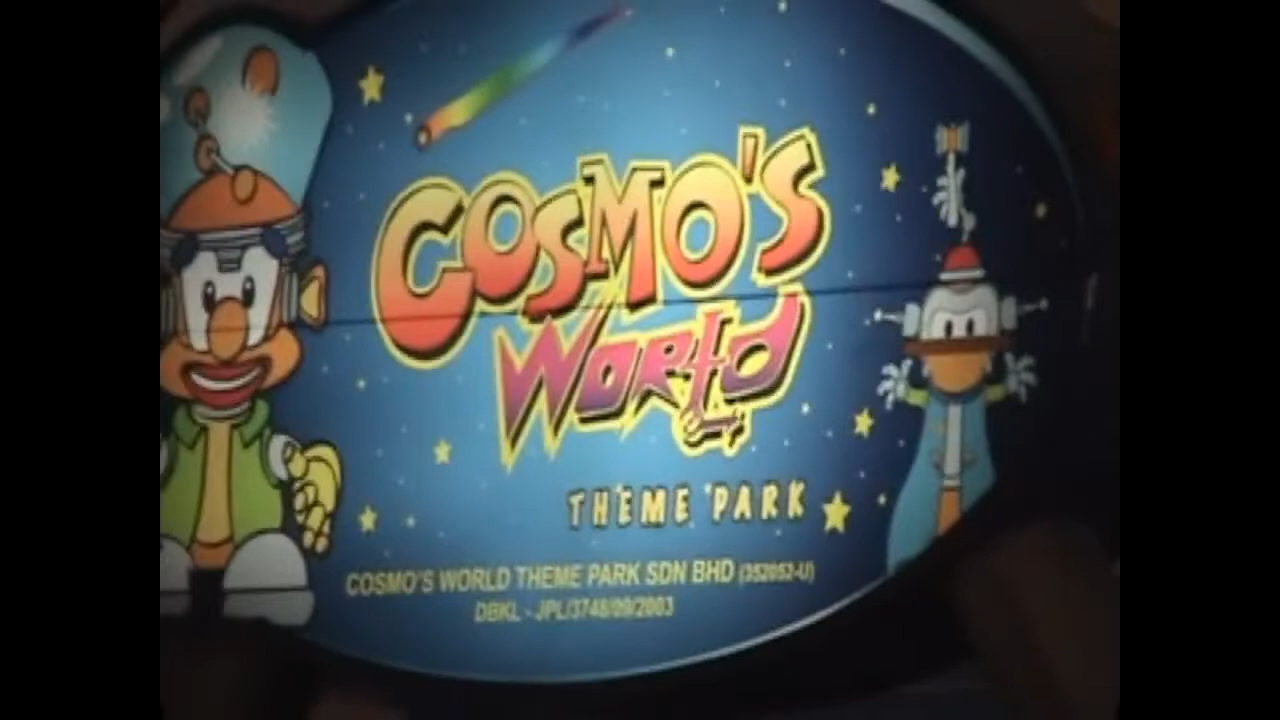 COSMO'S
WORLD
THEME PARK
COSMO'S WORLD THEME PARK SDN BHD (352052-U)
DBKL - JPL/3748/09/2003